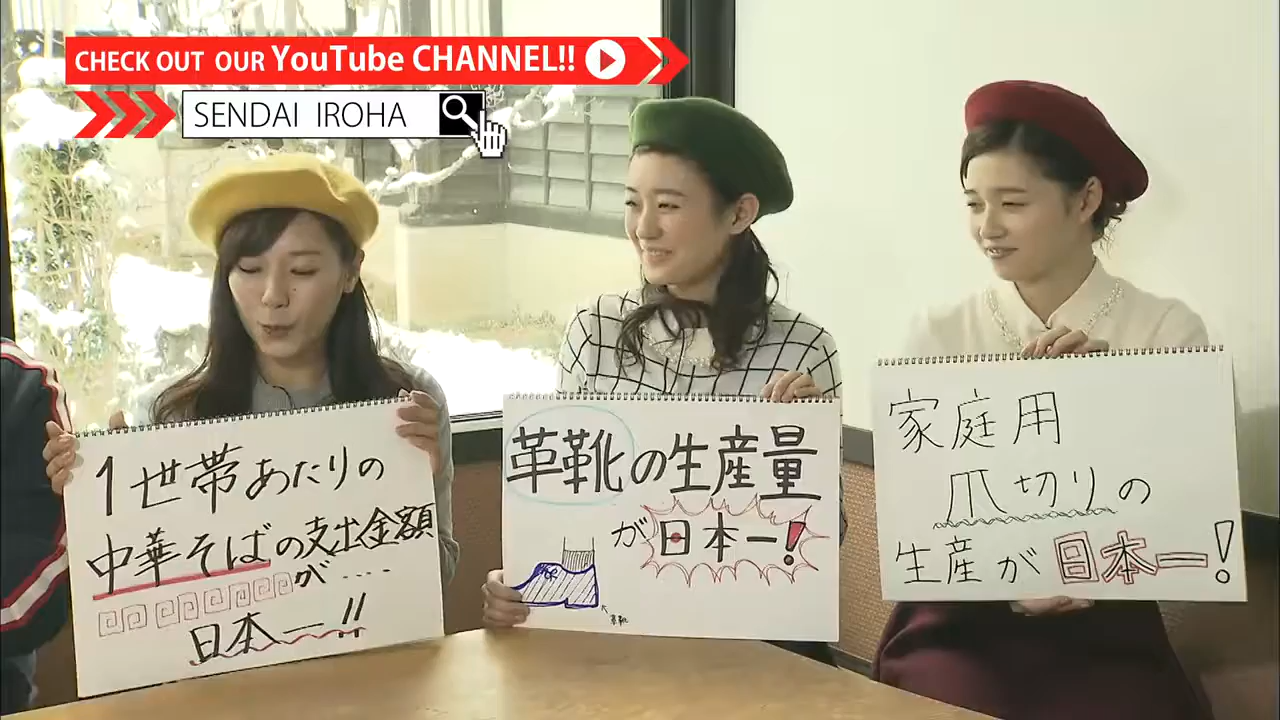 CHECK OUT OUR YouTube CHANNEL!!
SENDAI IROHA
1世帯あたりの
中華そばの支出金額
が....
日本一!!
革靴の生産量
が日本一!
革靴
家庭用
爪切りの
生産が日本一!